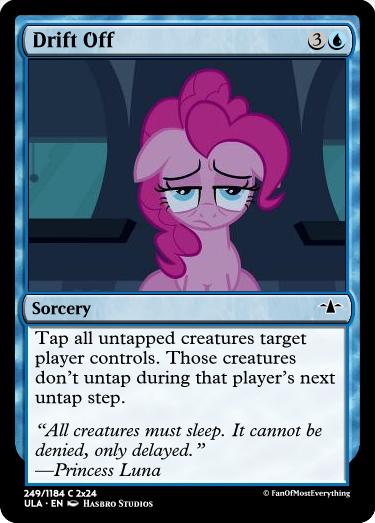 Drift Off 3
Sorcery
Tap all untapped creatures target
player controls. Those creatures
don't untap during that player's next
untap step.
"All creatures must sleep. It cannot be
denied, only delayed."
—Princess Luna
249/1184 C 2x24
ULA • EN Hasbro Studios
© FanOfMostEverything